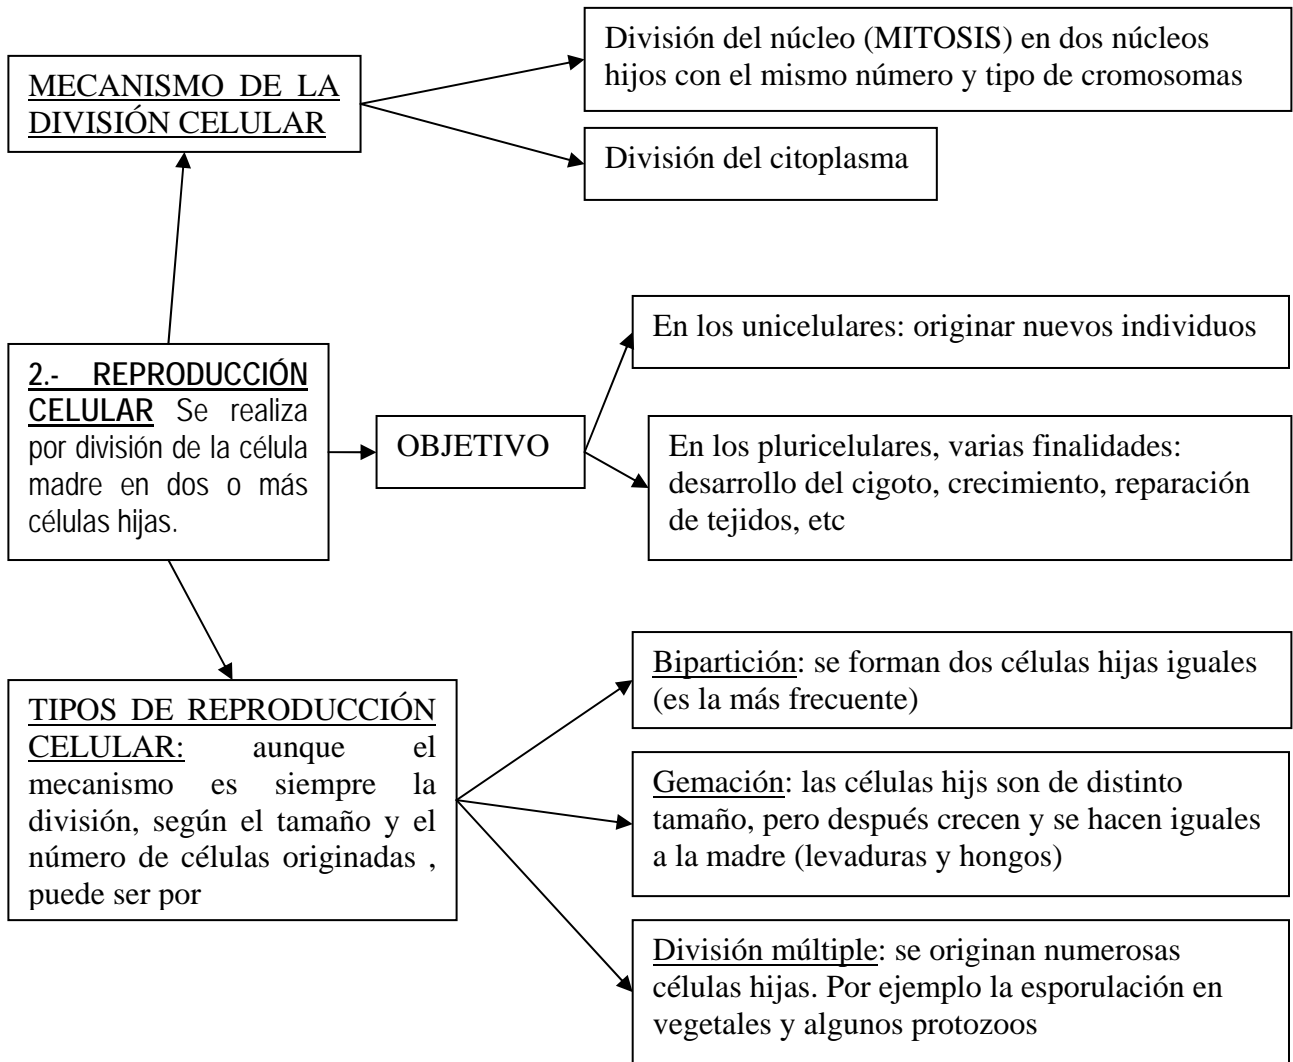 MECANISMO DE LA
DIVISIÓN CELULAR
División del núcleo (MITOSIS) en dos núcleos
hijos con el mismo número y tipo de cromosomas
División del citoplasma
2.- REPRODUCCIÓN
CELULAR Se realiza
por división de la célula
madre en dos o más
células hijas.
OBJETIVO
En los unicelulares: originar nuevos individuos
En los pluricelulares, varias finalidades:
desarrollo del cigoto, crecimiento, reparación
de tejidos, etc
TIPOS DE REPRODUCCIÓN
CELULAR: aunque el
mecanismo es siempre la
división, según el tamaño y el
número de células originadas ,
puede ser por
Bipartición: se forman dos células hijas iguales
(es la más frecuente)
Gemación: las células hijs son de distinto
tamaño, pero después crecen y se hacen iguales
a la madre (levaduras y hongos)
División múltiple: se originan numerosas
células hijas. Por ejemplo la esporulación en
vegetales y algunos protozoos